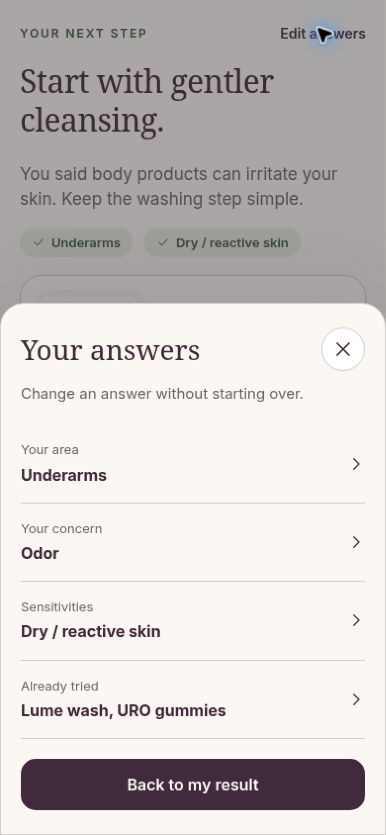 YOUR NEXT STEP
Edit answers
Start with gentler
cleansing.
You said body products can irritate your
skin. Keep the washing step simple.
Underarms
Dry / reactive skin
Your answers
Change an answer without starting over.
Your area
Underarms
Your concern
Odor
Sensitivities
Dry / reactive skin
Already tried
Lume wash, URO gummies
Back to my result